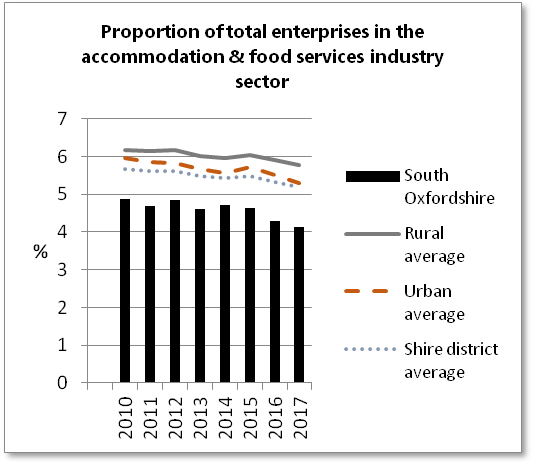 Proportion of total enterprises in the
accommodation & food services industry
sector
7
6
5
4
3
2
1
0
%
2010
2011
2012
2013
2014
2015
2016
2017
South
Oxfordshire
Rural
average
Urban
average
Shire district
average